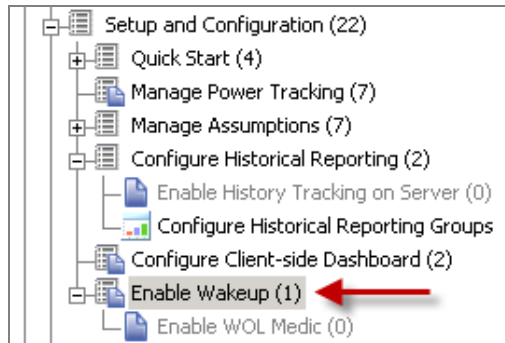 Setup and Configuration (22)
Quick Start (4)
Manage Power Tracking (7)
Manage Assumptions (7)
Configure Historical Reporting (2)
Enable History Tracking on Server (0)
Configure Historical Reporting Groups
Configure Client-side Dashboard (2)
Enable Wakeup (1)
Enable WOL Medic (0)